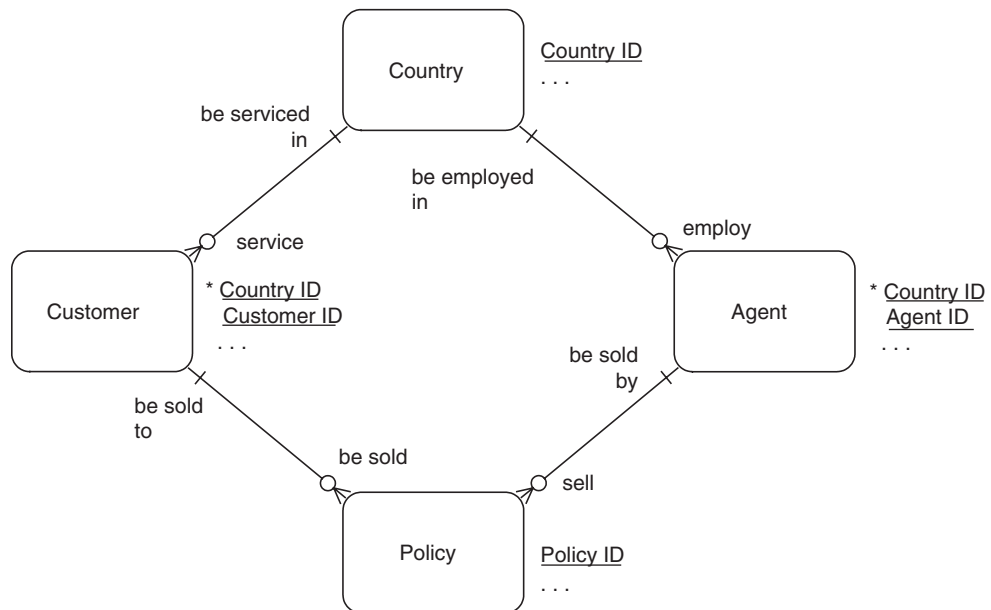 Country
Country ID
. . .
be serviced
in
be employed
in
service
employ
Customer
* Country ID
Customer ID
. . .
Agent
* Country ID
Agent ID
. . .
be sold
by
be sold
to
be sold
sell
Policy
Policy ID
. . .